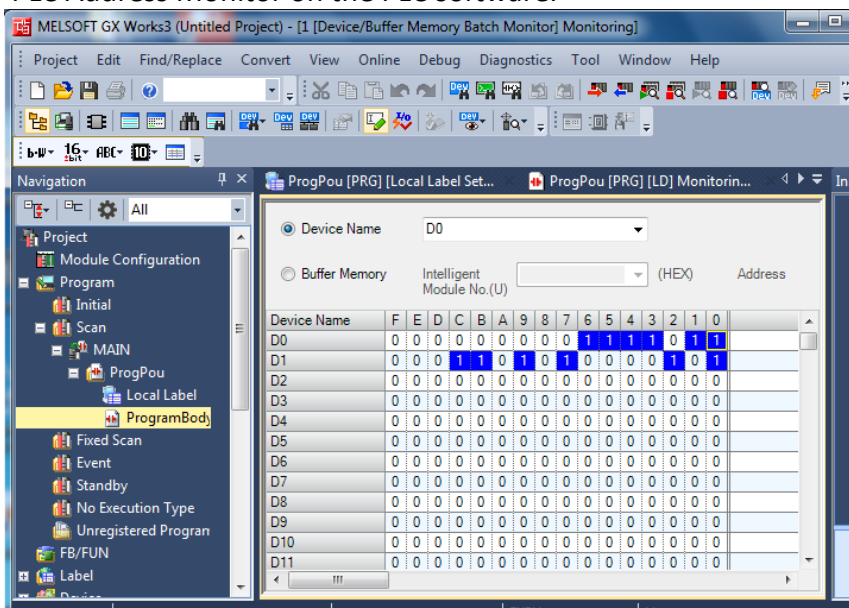 PLC Address Monitor on the PLC software.
MELSOFT GX Works3 (Untitled Project) - [1 [Device/Buffer Memory Batch Monitor] Monitoring]
Project Edit Find/Replace Convert View Online Debug Diagnostics Tool Window Help
Navigation
ProgPou [PRG] [Local Label Set...
ProgPou [PRG] [LD] Monitorin...
In
All
Project
Module Configuration
Program
Initial
Scan
MAIN
ProgPou
Local Label
ProgramBody
Fixed Scan
Event
Standby
No Execution Type
Unregistered Program
FB/FUN
Label
Device
Device Name D0
Buffer Memory Intelligent Module No.(U) (HEX) Address
Device Name F E D C B A 9 8 7 6 5 4 3 2 1 0
D0 0 0 0 0 0 0 0 0 0 1 1 1 1 0 1 1
D1 0 0 0 1 1 0 1 0 1 0 0 0 0 1 0 1
D2 0 0 0 0 0 0 0 0 0 0 0 0 0 0 0 0
D3 0 0 0 0 0 0 0 0 0 0 0 0 0 0 0 0
D4 0 0 0 0 0 0 0 0 0 0 0 0 0 0 0 0
D5 0 0 0 0 0 0 0 0 0 0 0 0 0 0 0 0
D6 0 0 0 0 0 0 0 0 0 0 0 0 0 0 0 0
D7 0 0 0 0 0 0 0 0 0 0 0 0 0 0 0 0
D8 0 0 0 0 0 0 0 0 0 0 0 0 0 0 0 0
D9 0 0 0 0 0 0 0 0 0 0 0 0 0 0 0 0
D10 0 0 0 0 0 0 0 0 0 0 0 0 0 0 0 0
D11 0 0 0 0 0 0 0 0 0 0 0 0 0 0 0 0